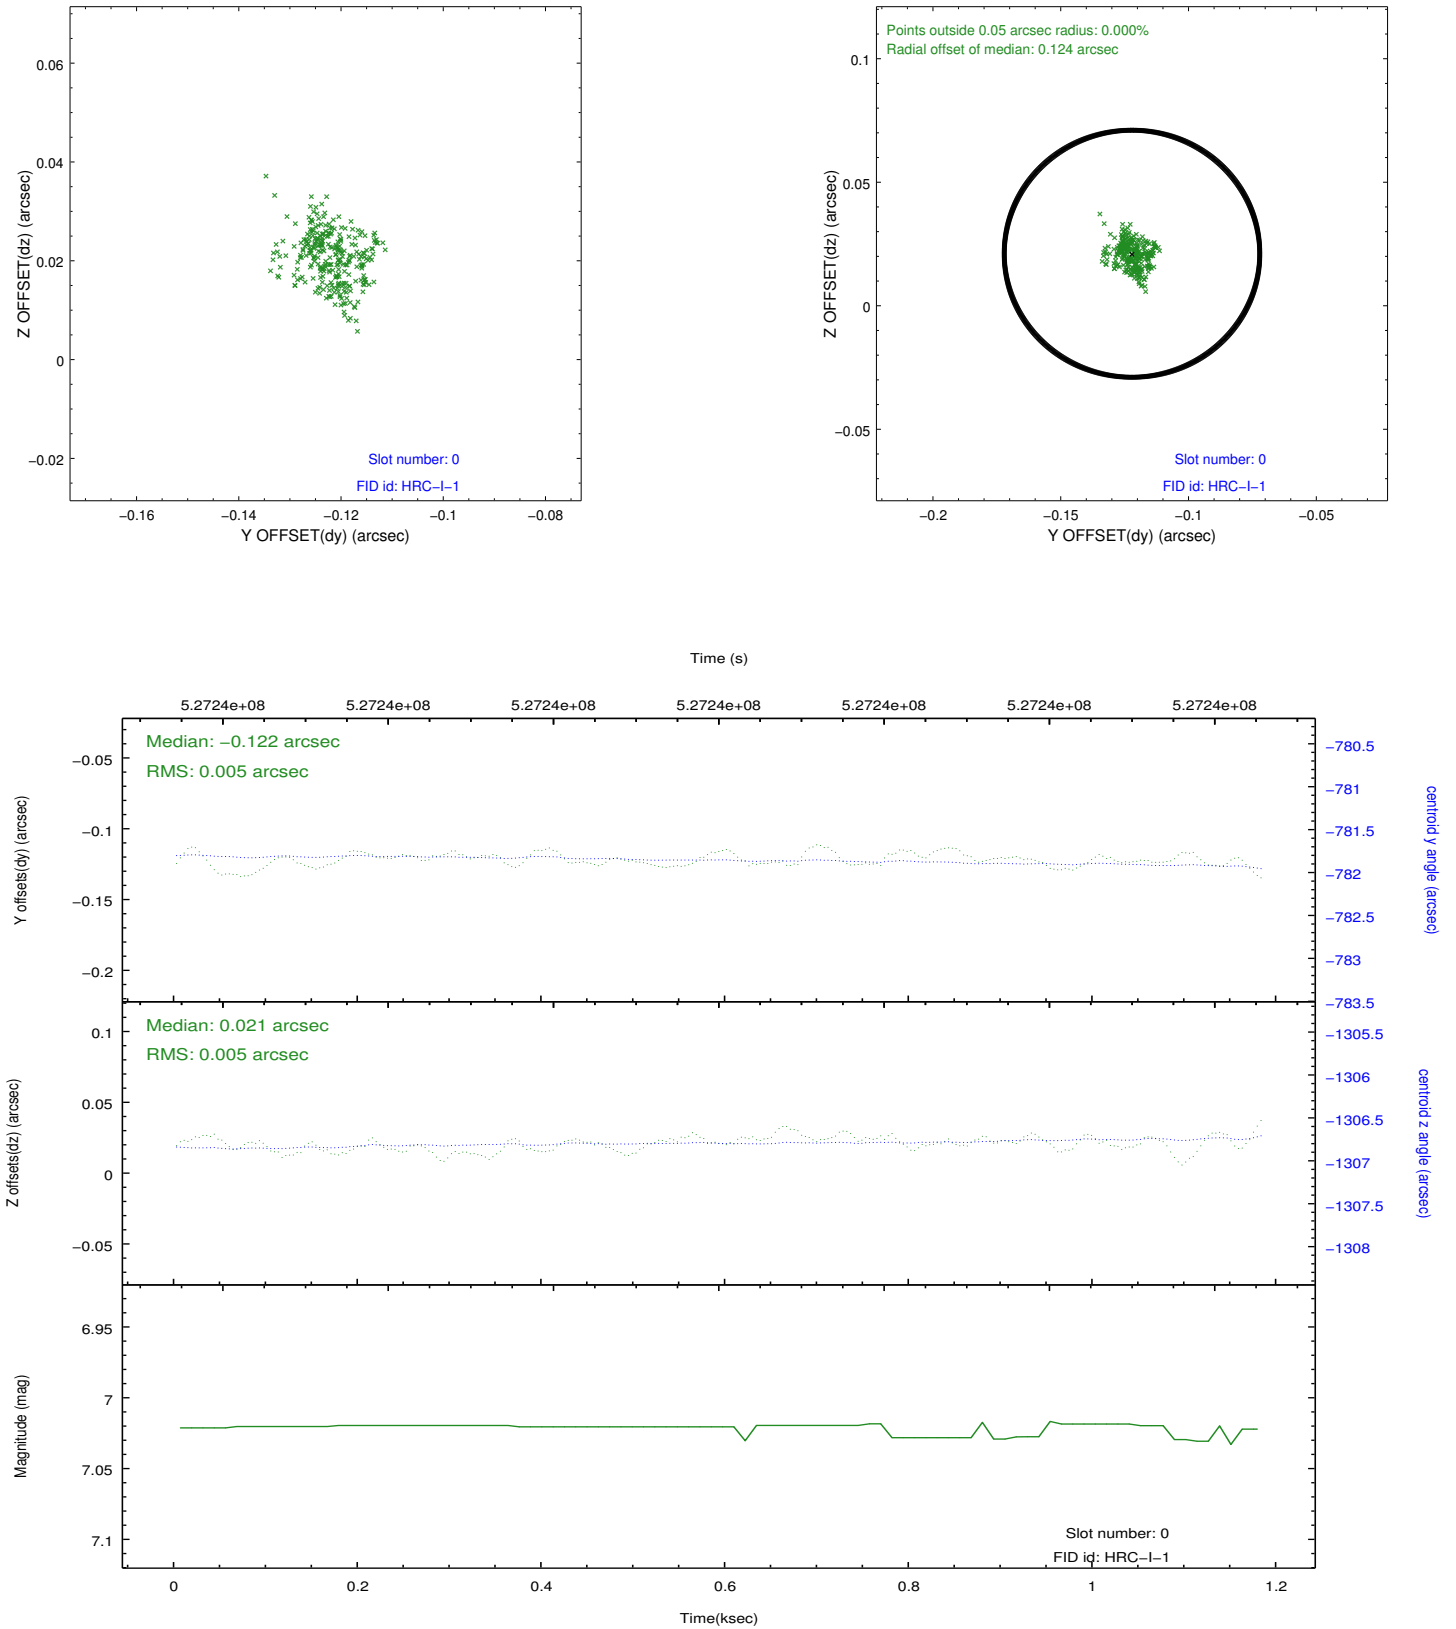 0.06
0.04
0.02
0
−0.02
Z OFFSET(dz) (arcsec)
Slot number: 0
FID id: HRC−I−1
−0.16
−0.14
−0.12
−0.1
−0.08
Y OFFSET(dy) (arcsec)
Points outside 0.05 arcsec radius: 0.000%
Radial offset of median: 0.124 arcsec
0.1
0.05
0
−0.05
Z OFFSET(dz) (arcsec)
Slot number: 0
FID id: HRC−I−1
−0.2
−0.15
−0.1
−0.05
Y OFFSET(dy) (arcsec)
Time (s)
5.2724e+08 5.2724e+08 5.2724e+08 5.2724e+08 5.2724e+08 5.2724e+08 5.2724e+08
Median: −0.122 arcsec
RMS: 0.005 arcsec
−0.05
−0.1
−0.15
−0.2
Y offsets(dy) (arcsec)
−780.5
−781
−781.5
−782
−782.5
−783
−783.5
centroid y angle (arcsec)
Median: 0.021 arcsec
RMS: 0.005 arcsec
0.1
0.05
0
−0.05
Z offsets(dz) (arcsec)
−1305.5
−1306
−1306.5
−1307
−1307.5
−1308
centroid z angle (arcsec)
6.95
7
7.05
7.1
Magnitude (mag)
Slot number: 0
FID id: HRC−I−1
0 0.2 0.4 0.6 0.8 1 1.2
Time(ksec)